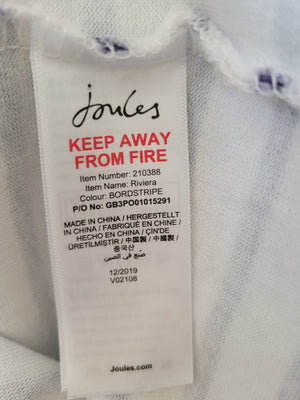 Joules
KEEP AWAY
FROM FIRE
Item Number: 210388
Item Name: Riviera
Colour: BORDSTRIPE
P/O No: GB3PO01015291
MADE IN CHINA / HERGESTELLT
IN CHINA / FABRIQUÉ EN CHINE /
HECHO EN CHINA / ÇİN'DE
ÜRETİLMİŞTİR / 中国製 / 中國製 /
중국산
صنع في الصين
12/2019
V02108
Joules.com